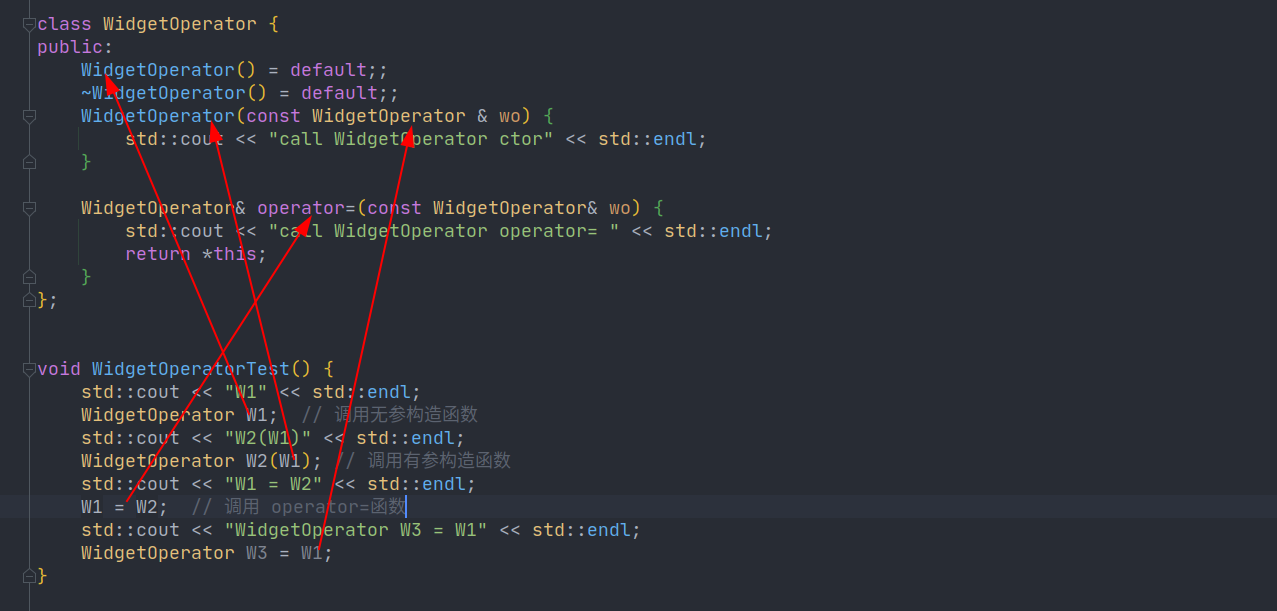 class WidgetOperator {
public:
    WidgetOperator() = default;;
    ~WidgetOperator() = default;;
    WidgetOperator(const WidgetOperator & wo) {
        std::cout << "call WidgetOperator ctor" << std::endl;
    }
    WidgetOperator& operator=(const WidgetOperator& wo) {
        std::cout << "call WidgetOperator operator= " << std::endl;
        return *this;
    }
};
void WidgetOperatorTest() {
    std::cout << "W1" << std::endl;
    WidgetOperator W1;  // 调用无参构造函数
    std::cout << "W2(W1)" << std::endl;
    WidgetOperator W2(W1); // 调用有参构造函数
    std::cout << "W1 = W2" << std::endl;
    W1 = W2;  // 调用 operator=函数
    std::cout << "WidgetOperator W3 = W1" << std::endl;
    WidgetOperator W3 = W1;
}